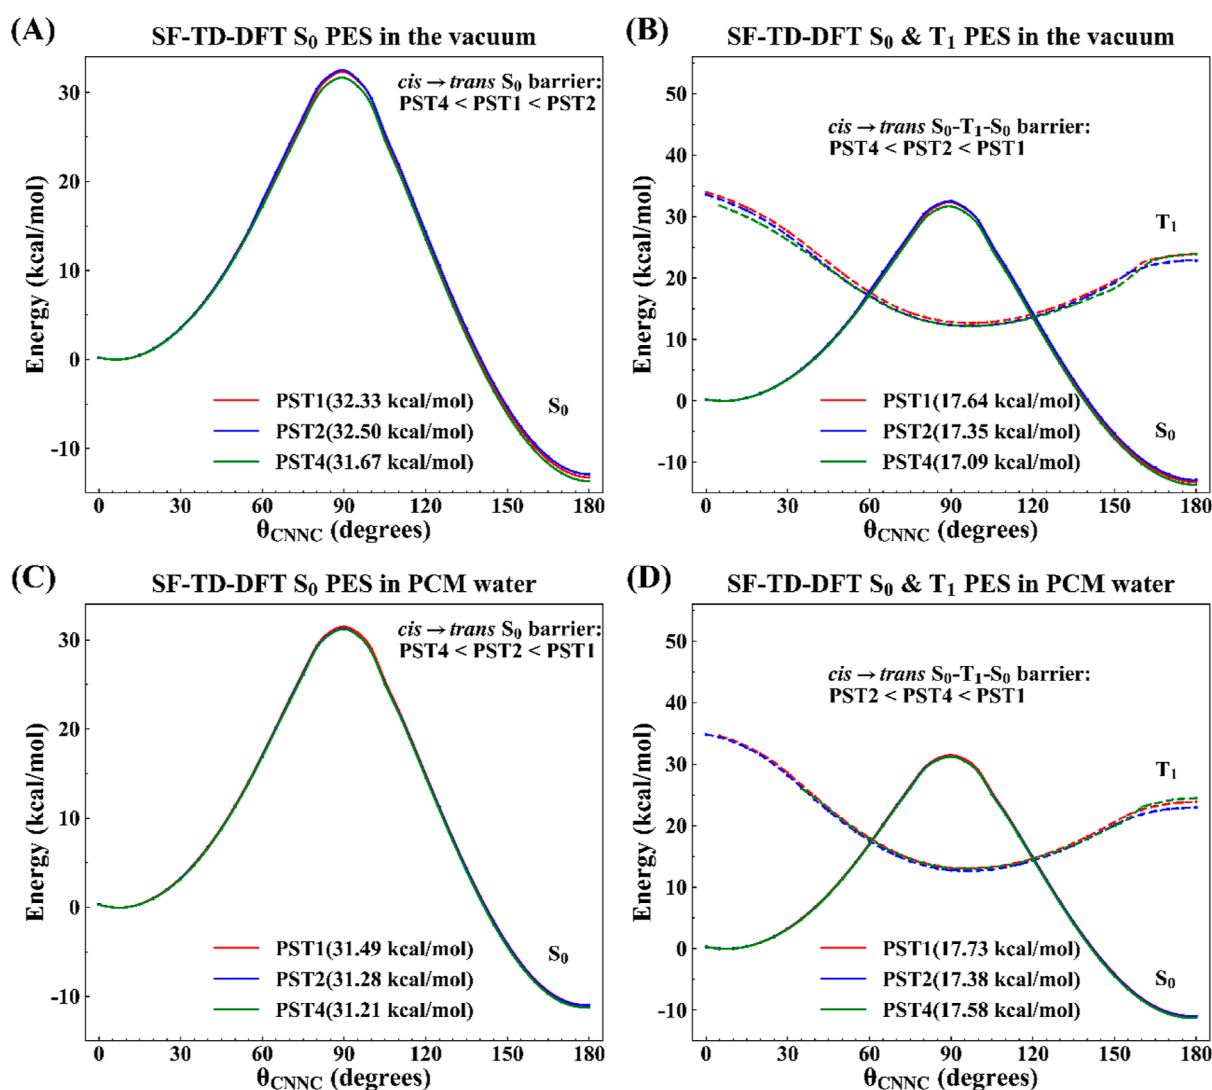 (A)
SF-TD-DFT S₀ PES in the vacuum
cis → trans S₀ barrier:
PST4 < PST1 < PST2
Energy (kcal/mol)
30
20
10
0
-10
PST1(32.33 kcal/mol)
PST2(32.50 kcal/mol)
PST4(31.67 kcal/mol)
S₀
0 30 60 90 120 150 180
θCNNC (degrees)
(B)
SF-TD-DFT S₀ & T₁ PES in the vacuum
cis → trans S₀-T₁-S₀ barrier:
PST4 < PST2 < PST1
Energy (kcal/mol)
50
40
30
20
10
0
-10
T₁
PST1(17.64 kcal/mol)
PST2(17.35 kcal/mol)
PST4(17.09 kcal/mol)
S₀
0 30 60 90 120 150 180
θCNNC (degrees)
(C)
SF-TD-DFT S₀ PES in PCM water
cis → trans S₀ barrier:
PST4 < PST2 < PST1
Energy (kcal/mol)
30
20
10
0
-10
PST1(31.49 kcal/mol)
PST2(31.28 kcal/mol)
PST4(31.21 kcal/mol)
S₀
0 30 60 90 120 150 180
θCNNC (degrees)
(D)
SF-TD-DFT S₀ & T₁ PES in PCM water
cis → trans S₀-T₁-S₀ barrier:
PST2 < PST4 < PST1
Energy (kcal/mol)
50
40
30
20
10
0
-10
T₁
PST1(17.73 kcal/mol)
PST2(17.38 kcal/mol)
PST4(17.58 kcal/mol)
S₀
0 30 60 90 120 150 180
θCNNC (degrees)